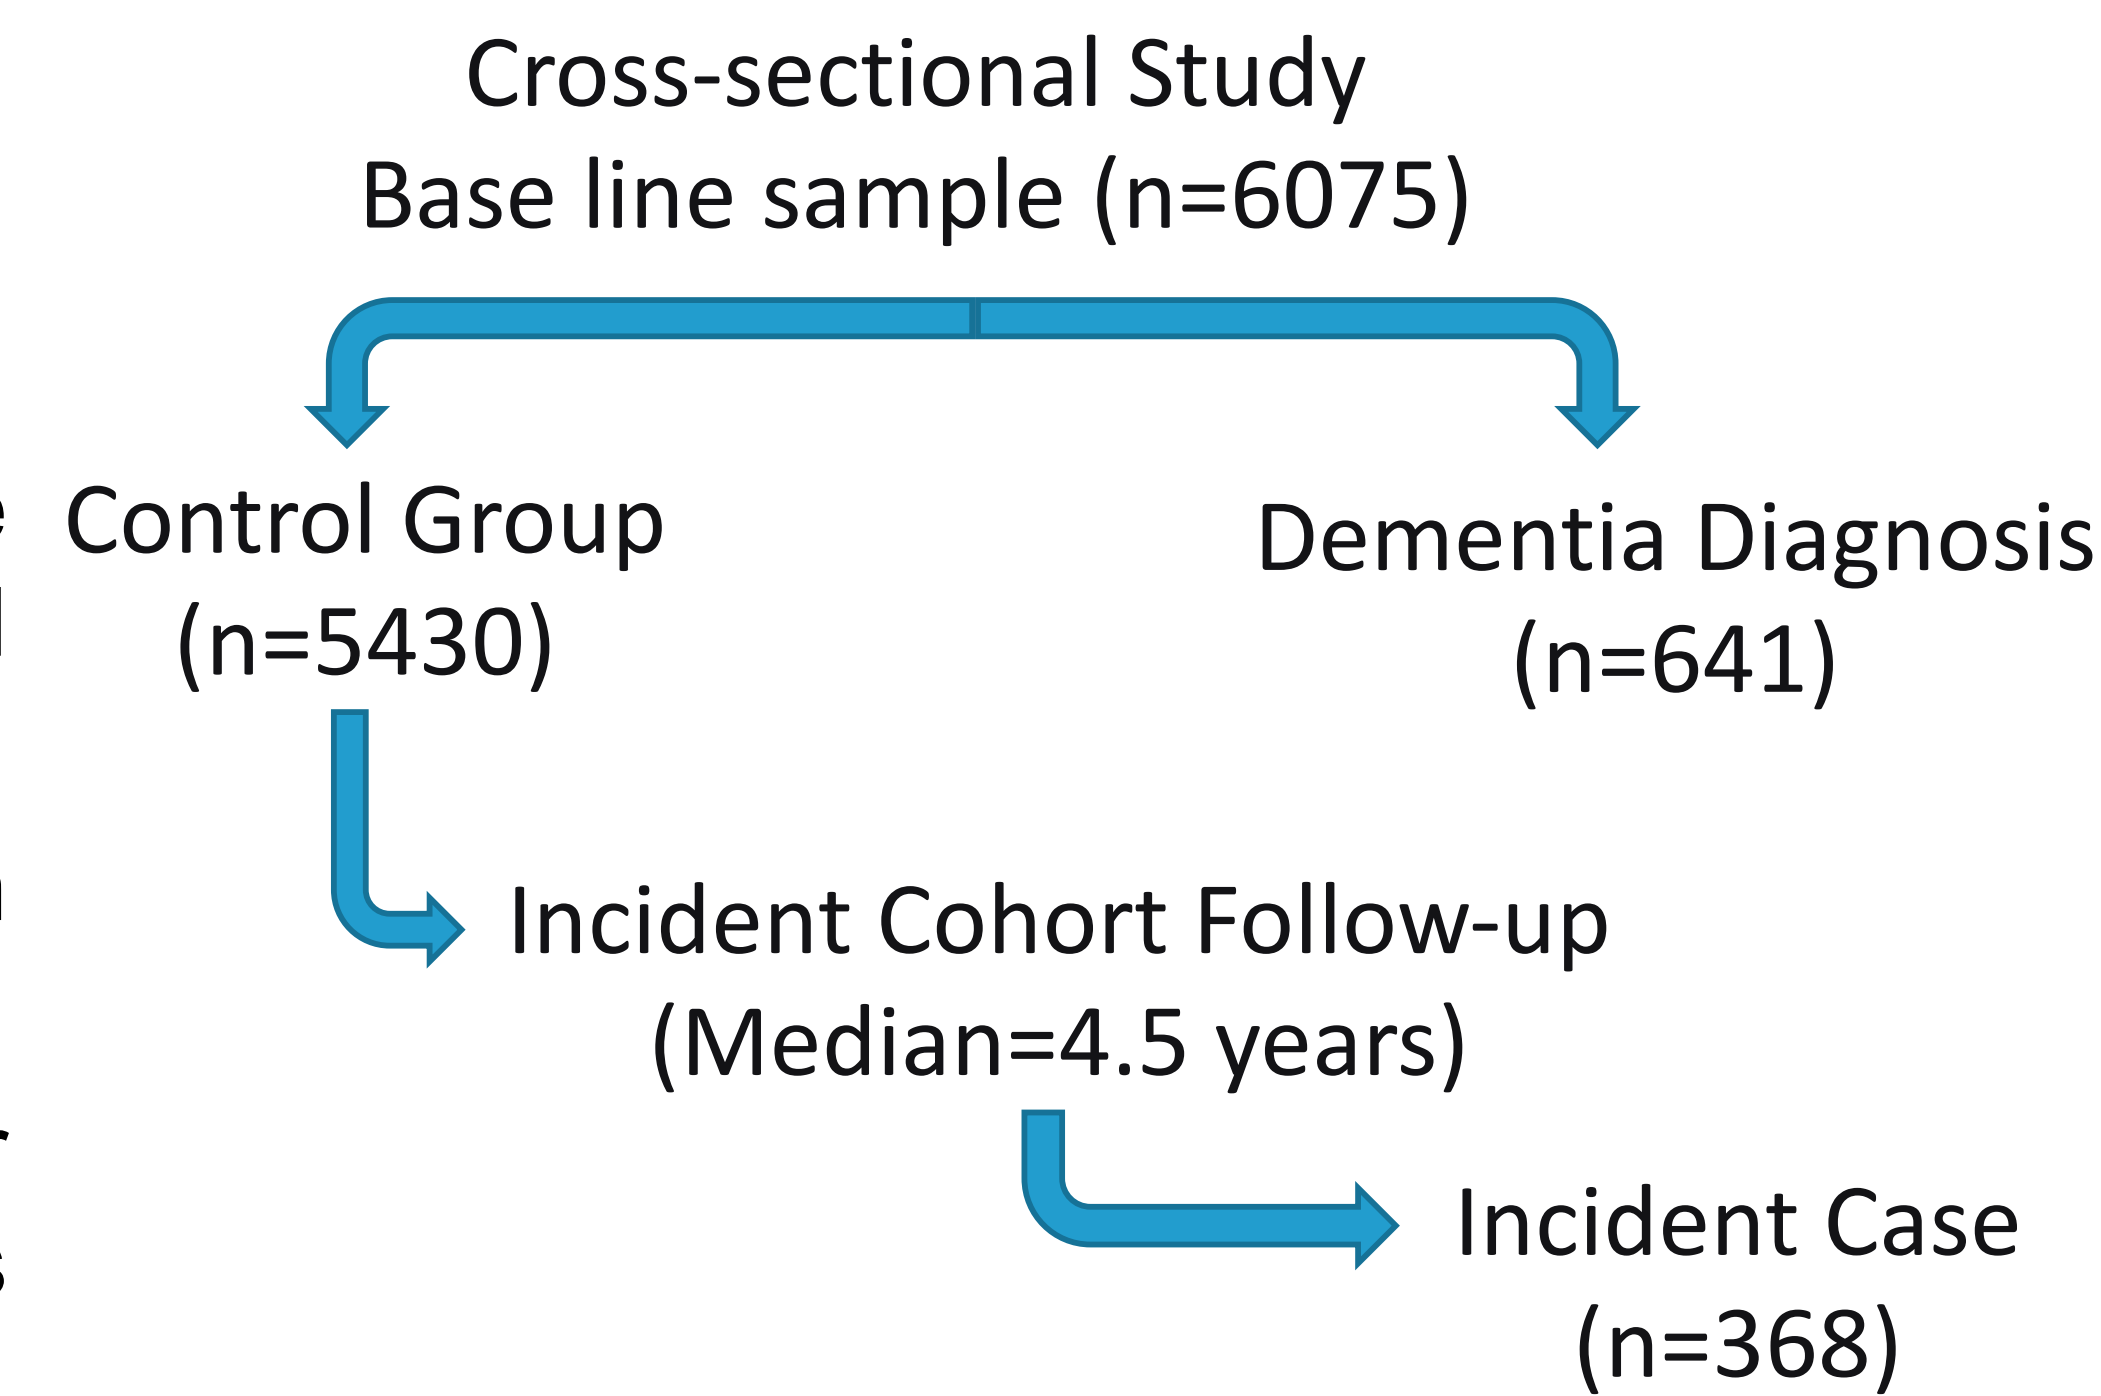 Cross-sectional Study
Base line sample (n=6075)
Control Group
(n=5430)
Dementia Diagnosis
(n=641)
Incident Cohort Follow-up
(Median=4.5 years)
Incident Case
(n=368)